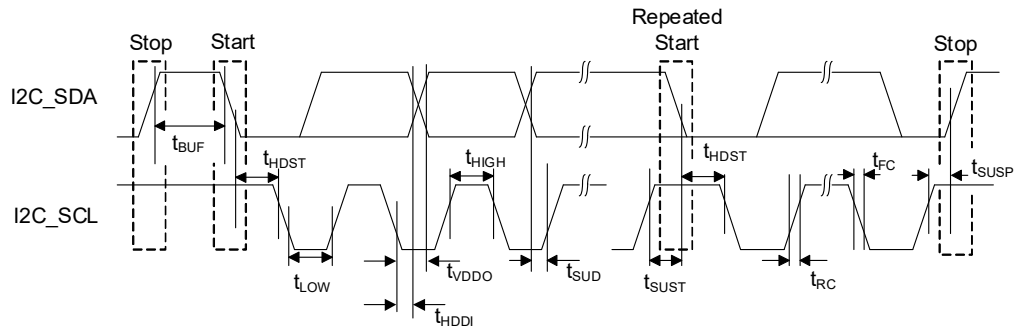 Repeated
Stop Start Start Stop
I2C_SDA
tBUF
tHDST tHIGH tHDST tFC tSUSP
I2C_SCL
tLOW tVDDO tSUD tSUST tRC
tHDDI